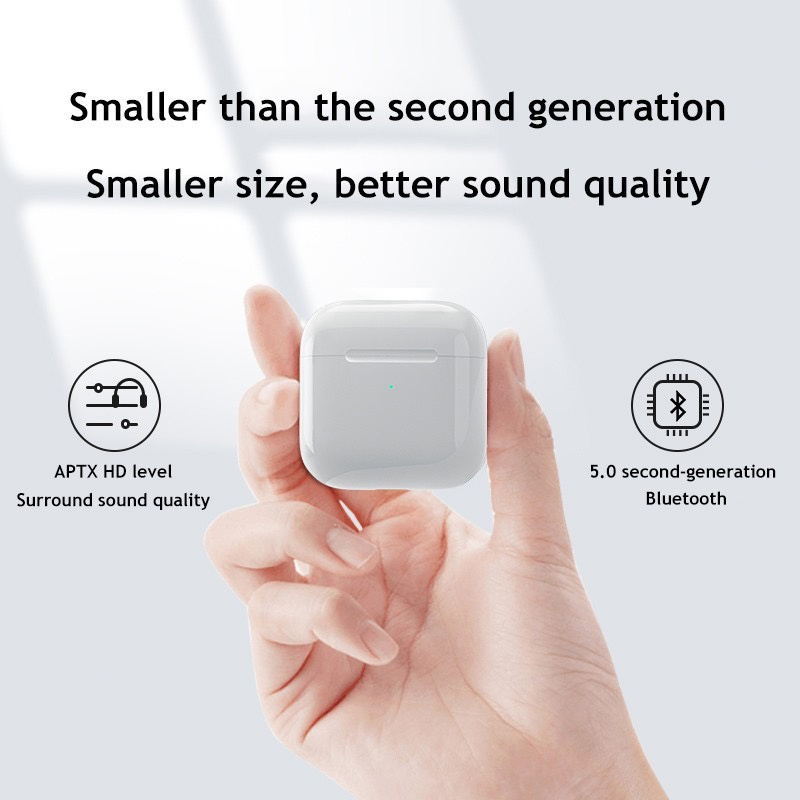 Smaller than the second generation
Smaller size, better sound quality
APTX HD level
Surround sound quality
5.0 second-generation
Bluetooth